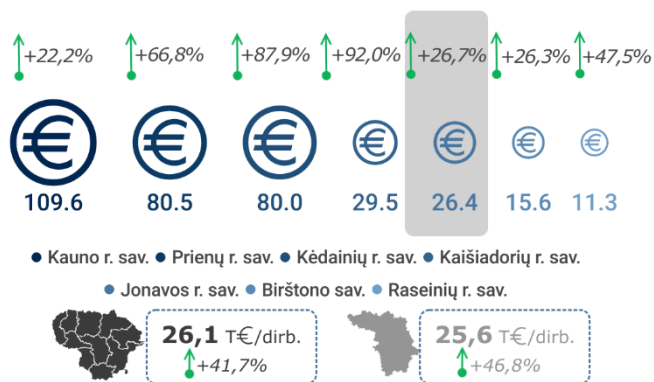 +22,2% +66,8% +87,9% +92,0% +26,7% +26,3% +47,5%
€ € € € € € €
109.6 80.5 80.0 29.5 26.4 15.6 11.3
● Kauno r. sav. ● Prienų r. sav. ● Kėdainių r. sav. ● Kaišiadorių r. sav.
● Jonavos r. sav. ● Birštono sav. ● Raseinių r. sav.
26,1 T€/dirb. 25,6 T€/dirb.
+41,7% +46,8%